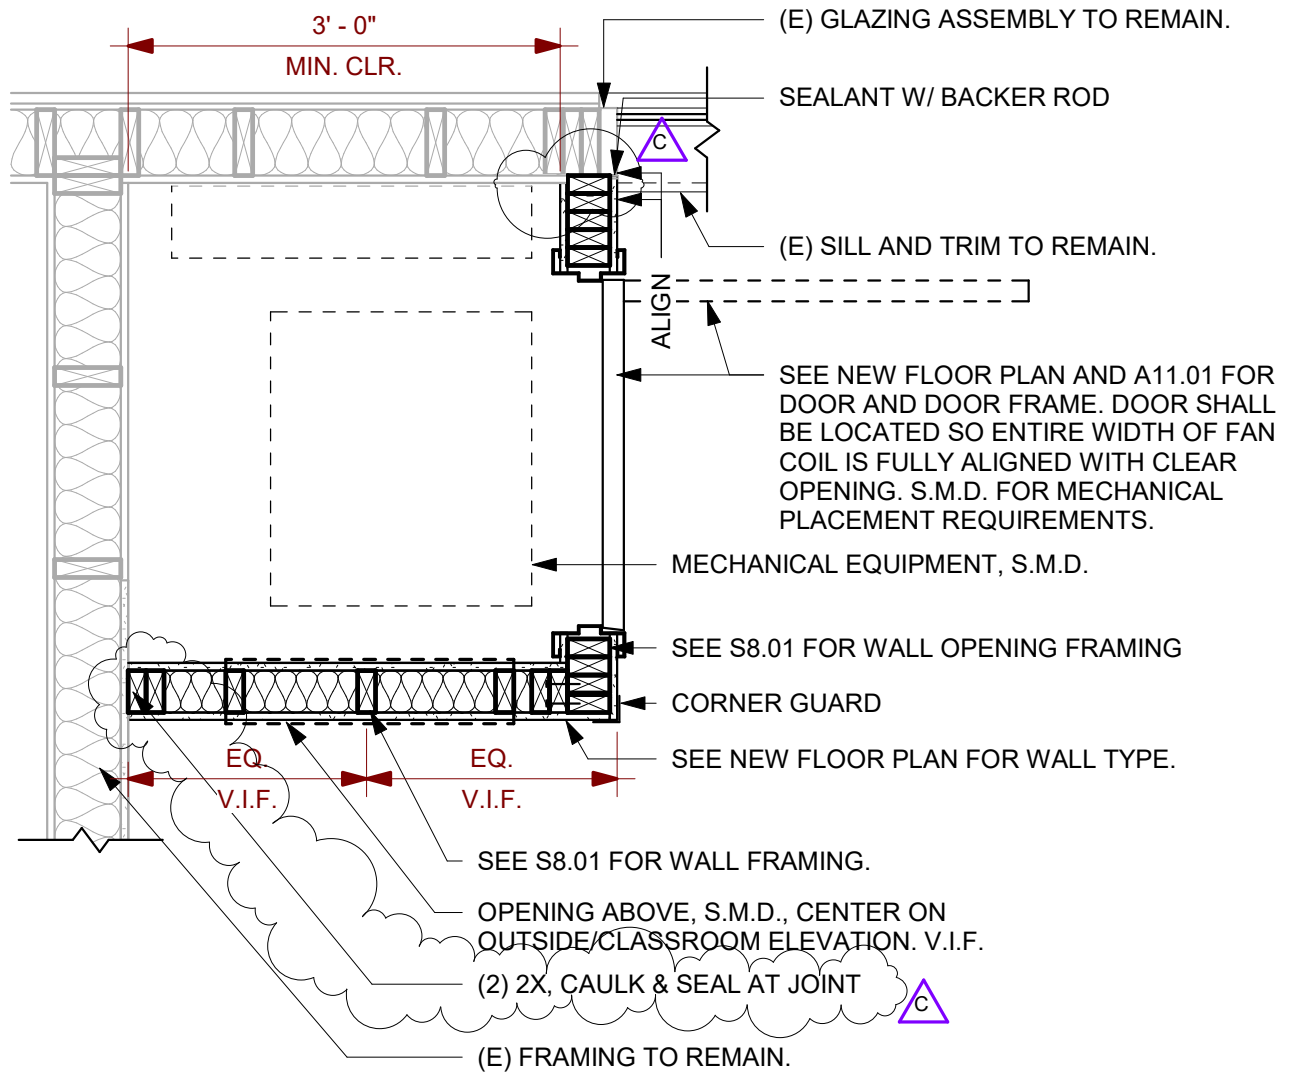 3' - 0"
MIN. CLR.
(E) GLAZING ASSEMBLY TO REMAIN.
SEALANT W/ BACKER ROD
C
(E) SILL AND TRIM TO REMAIN.
ALIGN
SEE NEW FLOOR PLAN AND A11.01 FOR
DOOR AND DOOR FRAME. DOOR SHALL
BE LOCATED SO ENTIRE WIDTH OF FAN
COIL IS FULLY ALIGNED WITH CLEAR
OPENING. S.M.D. FOR MECHANICAL
PLACEMENT REQUIREMENTS.
MECHANICAL EQUIPMENT, S.M.D.
SEE S8.01 FOR WALL OPENING FRAMING
CORNER GUARD
SEE NEW FLOOR PLAN FOR WALL TYPE.
EQ.
V.I.F.
EQ.
V.I.F.
SEE S8.01 FOR WALL FRAMING.
OPENING ABOVE, S.M.D., CENTER ON
OUTSIDE/CLASSROOM ELEVATION. V.I.F.
(2) 2X, CAULK & SEAL AT JOINT
C
(E) FRAMING TO REMAIN.